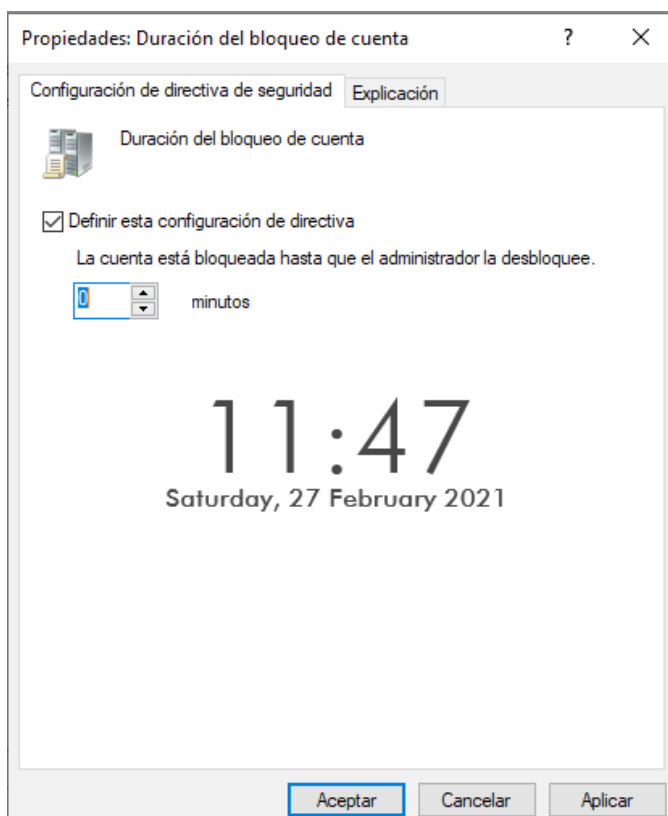 Propiedades: Duración del bloqueo de cuenta ? ×
Configuración de directiva de seguridad Explicación
Duración del bloqueo de cuenta
Definir esta configuración de directiva
La cuenta está bloqueada hasta que el administrador la desbloquee.
0 minutos
11:47
Saturday, 27 February 2021
Aceptar Cancelar Aplicar